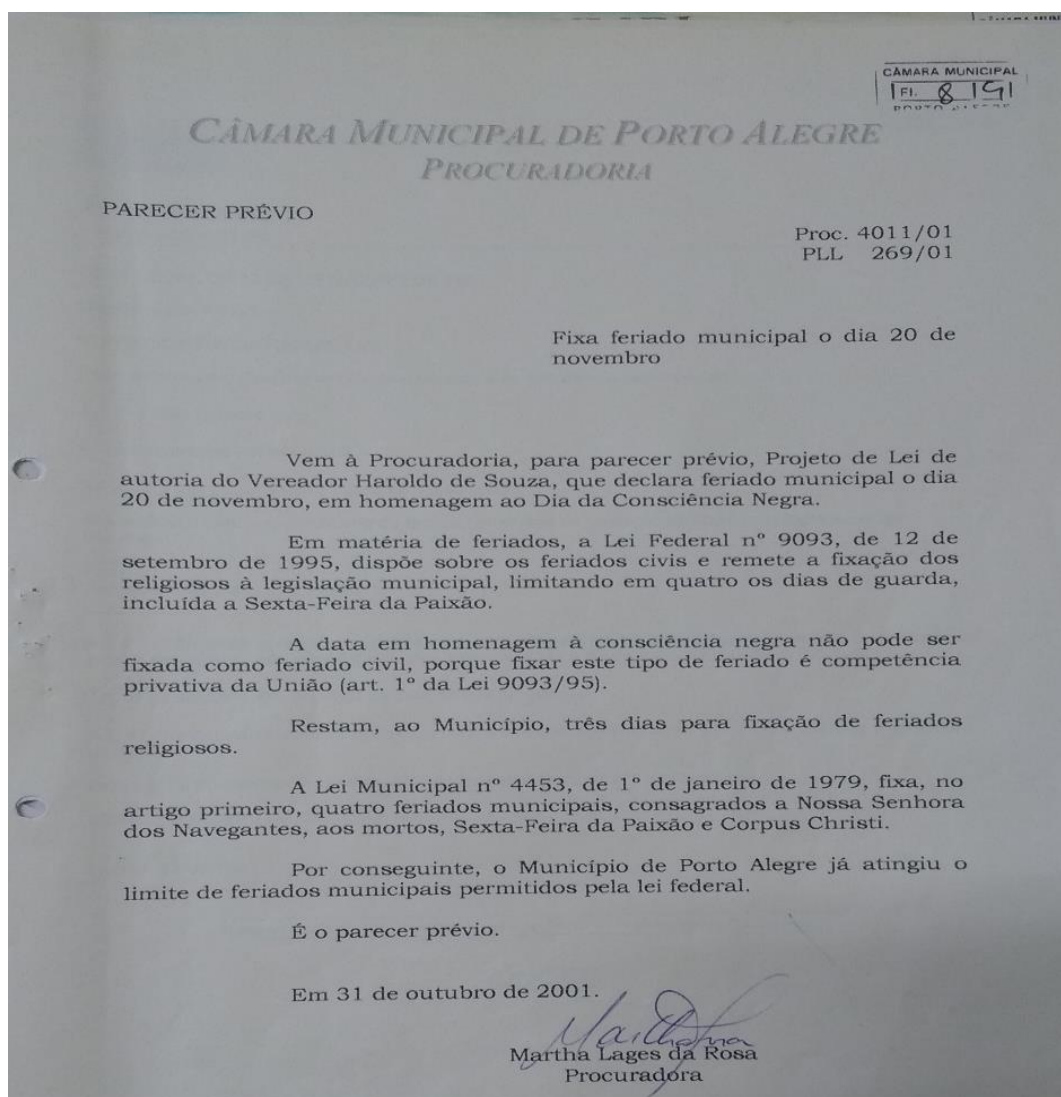 CÂMARA MUNICIPAL
FI. 8
CÂMARA MUNICIPAL DE PORTO ALEGRE
PROCURADORIA
PARECER PRÉVIO
Proc. 4011/01
PLL 269/01
Fixa feriado municipal o dia 20 de
novembro
Vem à Procuradoria, para parecer prévio, Projeto de Lei de
autoria do Vereador Haroldo de Souza, que declara feriado municipal o dia
20 de novembro, em homenagem ao Dia da Consciência Negra.
Em matéria de feriados, a Lei Federal nº 9093, de 12 de
setembro de 1995, dispõe sobre os feriados civis e remete a fixação dos
religiosos à legislação municipal, limitando em quatro os dias de guarda,
incluída a Sexta-Feira da Paixão.
A data em homenagem à consciência negra não pode ser
fixada como feriado civil, porque fixar este tipo de feriado é competência
privativa da União (art. 1º da Lei 9093/95).
Restam, ao Município, três dias para fixação de feriados
religiosos.
A Lei Municipal nº 4453, de 1º de janeiro de 1979, fixa, no
artigo primeiro, quatro feriados municipais, consagrados a Nossa Senhora
dos Navegantes, aos mortos, Sexta-Feira da Paixão e Corpus Christi.
Por conseguinte, o Município de Porto Alegre já atingiu o
limite de feriados municipais permitidos pela lei federal.
É o parecer prévio.
Em 31 de outubro de 2001.
Martha Lages da Rosa
Procuradora